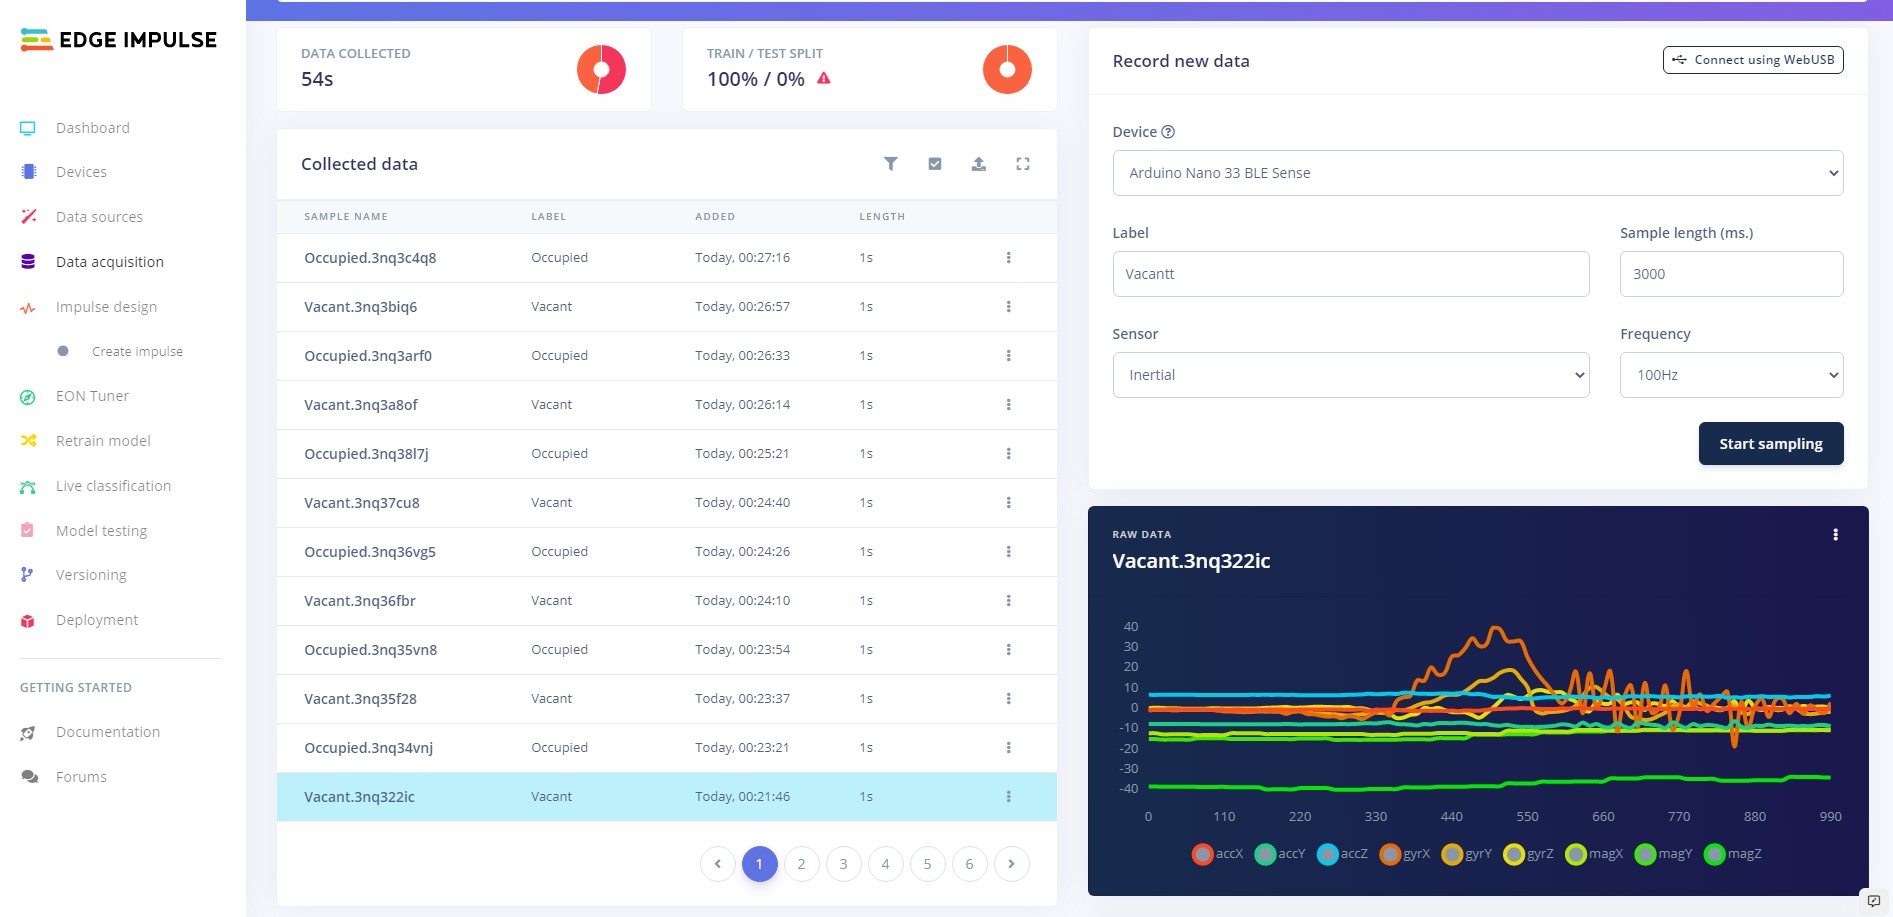 EDGE IMPULSE
Dashboard
Devices
Data sources
Data acquisition
Impulse design
Create impulse
EON Tuner
Retrain model
Live classification
Model testing
Versioning
Deployment
GETTING STARTED
Documentation
Forums
DATA COLLECTED
54s
TRAIN / TEST SPLIT
100% / 0%
Collected data
SAMPLE NAME LABEL ADDED LENGTH
Occupied.3nq3c4q8 Occupied Today, 00:27:16 1s
Vacant.3nq3biq6 Vacant Today, 00:26:57 1s
Occupied.3nq3arf0 Occupied Today, 00:26:33 1s
Vacant.3nq3a8of Vacant Today, 00:26:14 1s
Occupied.3nq38l7j Occupied Today, 00:25:21 1s
Vacant.3nq37cu8 Vacant Today, 00:24:40 1s
Occupied.3nq36vg5 Occupied Today, 00:24:26 1s
Vacant.3nq36fbr Vacant Today, 00:24:10 1s
Occupied.3nq35vn8 Occupied Today, 00:23:54 1s
Vacant.3nq35f28 Vacant Today, 00:23:37 1s
Occupied.3nq34vnj Occupied Today, 00:23:21 1s
Vacant.3nq322ic Vacant Today, 00:21:46 1s
1 2 3 4 5 6
Record new data
Connect using WebUSB
Device
Arduino Nano 33 BLE Sense
Label Sample length (ms.)
Vacantt 3000
Sensor Frequency
Inertial 100Hz
Start sampling
RAW DATA
Vacant.3nq322ic
40
30
20
10
0
-10
-20
-30
-40
0 110 220 330 440 550 660 770 880 990
accX accY accZ gyrX gyrY gyrZ magX magY magZ